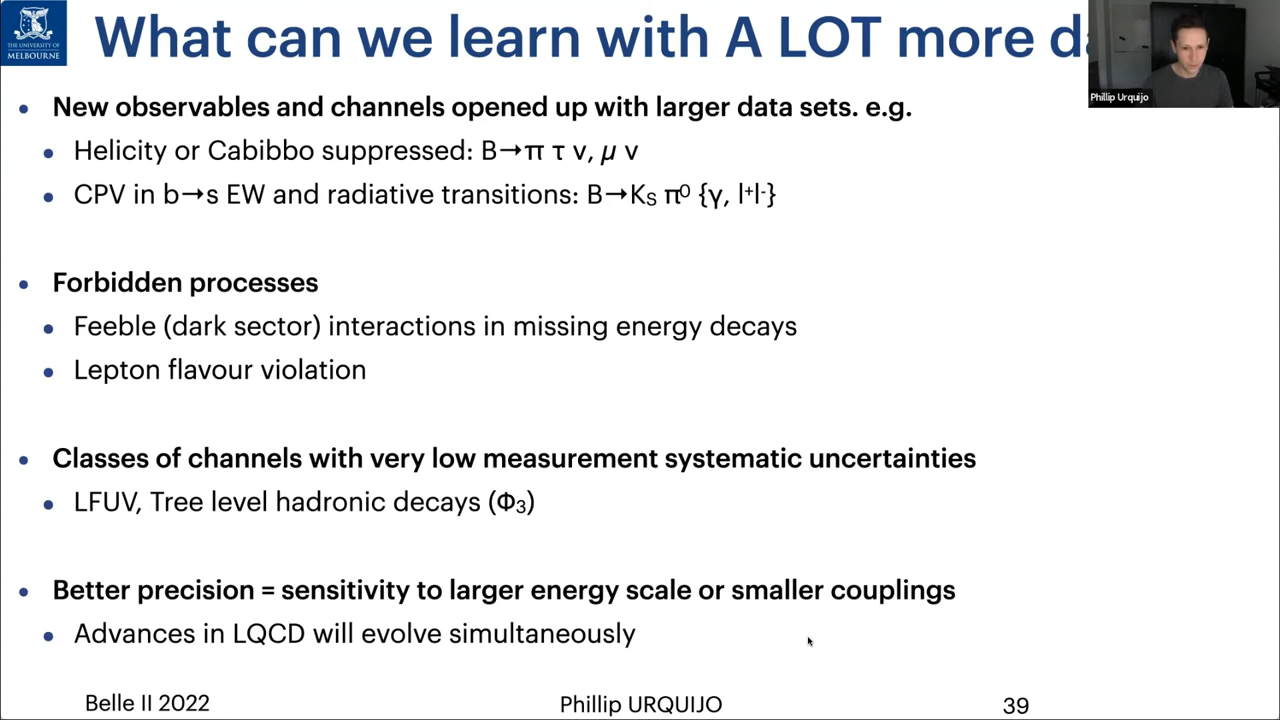 THE UNIVERSITY OF
MELBOURNE
What can we learn with A LOT more da
Phillip Urquijo
• New observables and channels opened up with larger data sets. e.g.
• Helicity or Cabibbo suppressed: B→π τ ν, μ ν
• CPV in b→s EW and radiative transitions: B→K_S π⁰ {γ, l⁺l⁻}
• Forbidden processes
• Feeble (dark sector) interactions in missing energy decays
• Lepton flavour violation
• Classes of channels with very low measurement systematic uncertainties
• LFUV, Tree level hadronic decays (Φ₃)
• Better precision = sensitivity to larger energy scale or smaller couplings
• Advances in LQCD will evolve simultaneously
Belle II 2022
Phillip URQUIJO
39